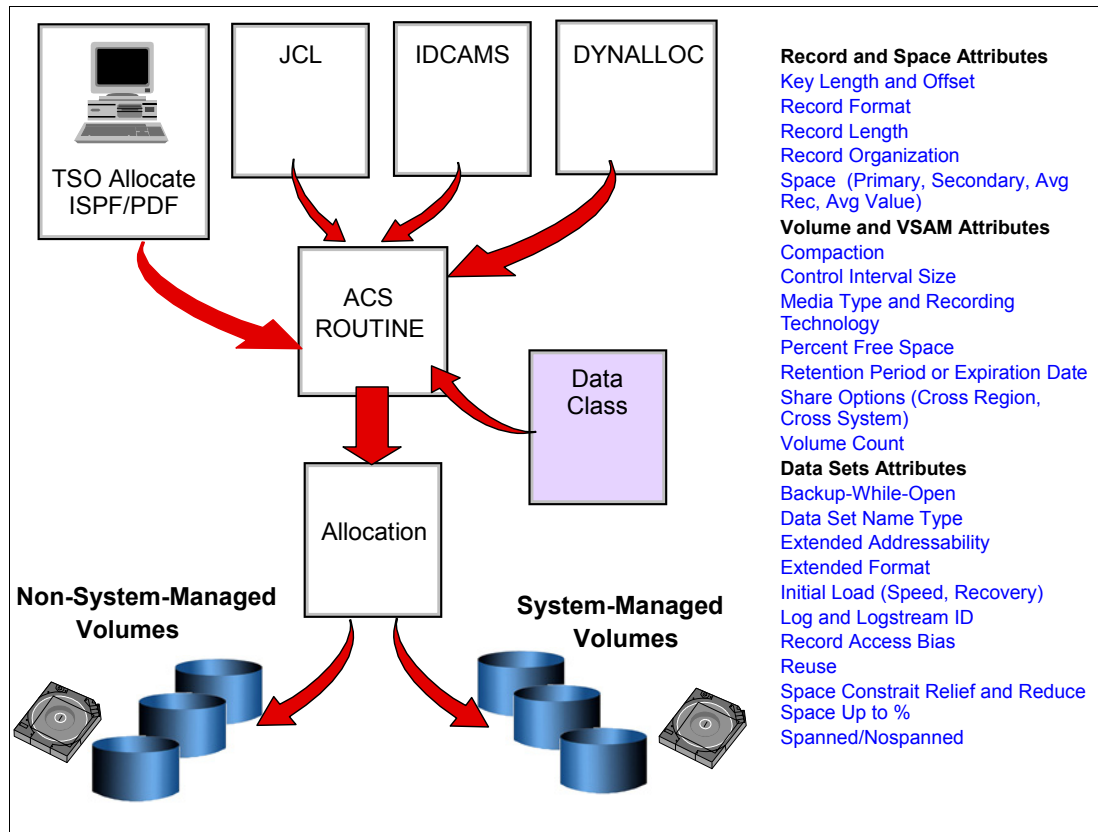 JCL
IDCAMS
DYNALLOC
TSO Allocate
ISPF/PDF
ACS
ROUTINE
Data
Class
Allocation
Non-System-Managed
Volumes
System-Managed
Volumes
Record and Space Attributes
Key Length and Offset
Record Format
Record Length
Record Organization
Space (Primary, Secondary, Avg
Rec, Avg Value)
Volume and VSAM Attributes
Compaction
Control Interval Size
Media Type and Recording
Technology
Percent Free Space
Retention Period or Expiration Date
Share Options (Cross Region,
Cross System)
Volume Count
Data Sets Attributes
Backup-While-Open
Data Set Name Type
Extended Addressability
Extended Format
Initial Load (Speed, Recovery)
Log and Logstream ID
Record Access Bias
Reuse
Space Constrait Relief and Reduce
Space Up to %
Spanned/Nospanned